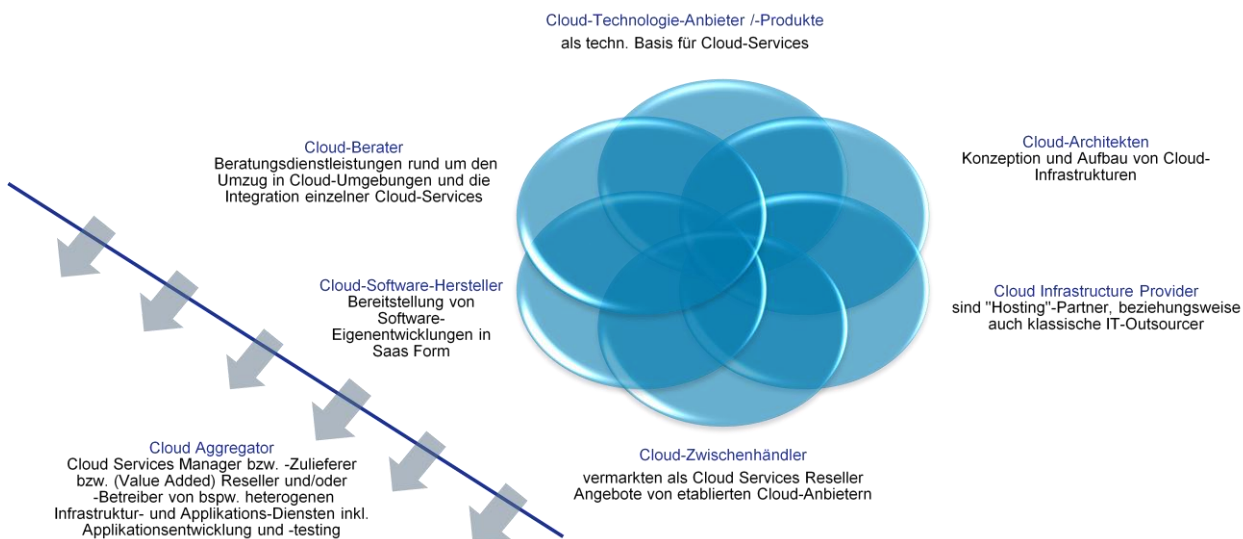 Cloud-Technologie-Anbieter /-Produkte
als techn. Basis für Cloud-Services
Cloud-Berater
Beratungsdienstleistungen rund um den
Umzug in Cloud-Umgebungen und die
Integration einzelner Cloud-Services
Cloud-Architekten
Konzeption und Aufbau von Cloud-
Infrastrukturen
Cloud-Software-Hersteller
Bereitstellung von
Software-
Eigenentwicklungen in
Saas Form
Cloud Infrastructure Provider
sind "Hosting"-Partner, beziehungsweise
auch klassische IT-Outsourcer
Cloud Aggregator
Cloud Services Manager bzw. -Zulieferer
bzw. (Value Added) Reseller und/oder
-Betreiber von bspw. heterogenen
Infrastruktur- und Applikations-Diensten inkl.
Applikationsentwicklung und -testing
Cloud-Zwischenhändler
vermarkten als Cloud Services Reseller
Angebote von etablierten Cloud-Anbietern